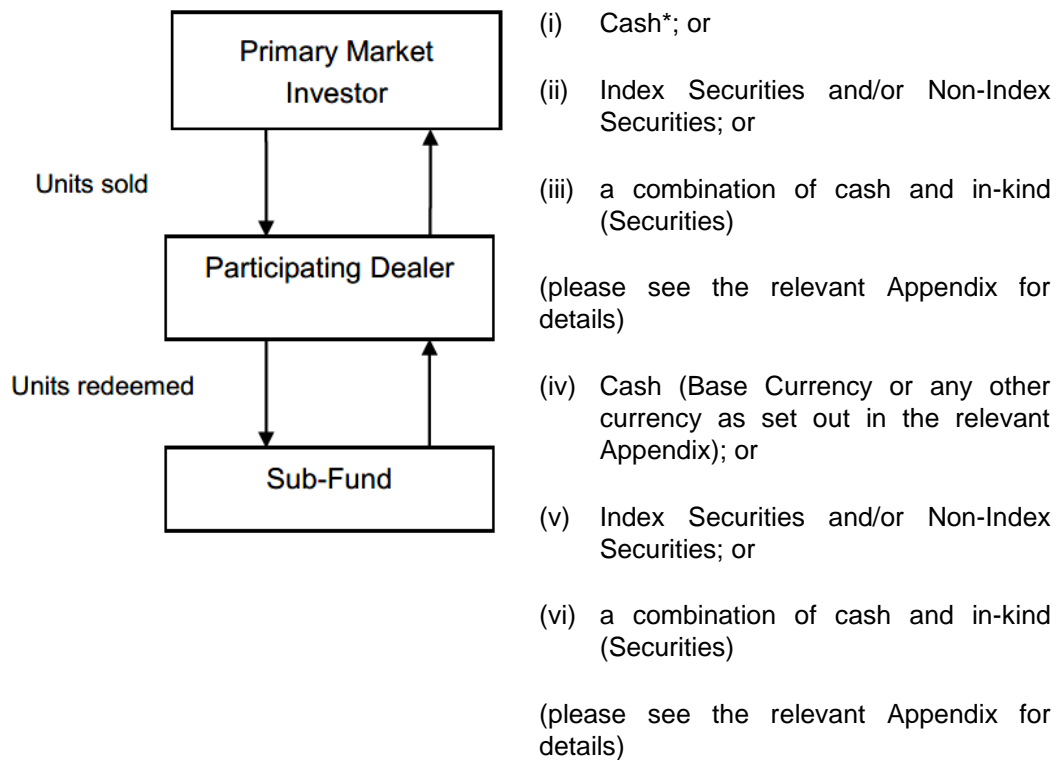 Primary Market
Investor
Units sold
Participating Dealer
Units redeemed
Sub-Fund
(i) Cash*; or
(ii) Index Securities and/or Non-Index
Securities; or
(iii) a combination of cash and in-kind
(Securities)
(please see the relevant Appendix for
details)
(iv) Cash (Base Currency or any other
currency as set out in the relevant
Appendix); or
(v) Index Securities and/or Non-Index
Securities; or
(vi) a combination of cash and in-kind
(Securities)
(please see the relevant Appendix for
details)